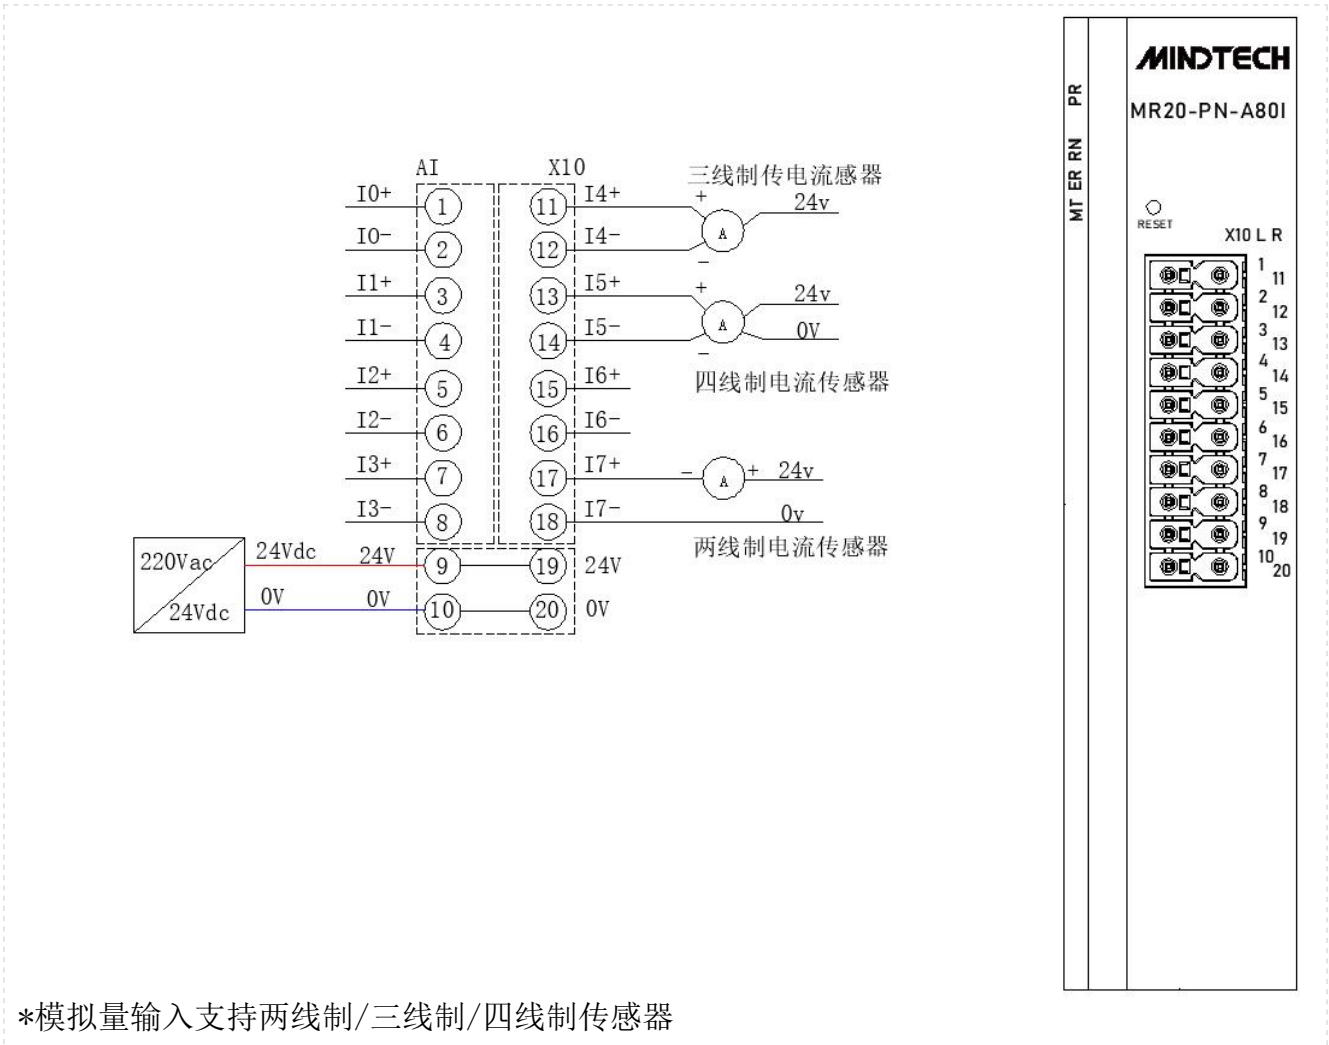 AI X10
I0+ 1 11 I4+
I0- 2 12 I4-
I1+ 3 13 I5+
I1- 4 14 I5-
I2+ 5 15 I6+
I2- 6 16 I6-
I3+ 7 17 I7+
I3- 8 18 I7-
24V 9 19 24V
0V 10 20 0V
220Vac
24Vdc
24Vdc
0V
三线制传电流感器
+ 24v
A
-
+ 24v
A
0V
-
四线制电流传感器
- A + 24v
0v
两线制电流传感器
*模拟量输入支持两线制/三线制/四线制传感器
MT ER RN PR
MINDTECH
MR20-PN-A80I
RESET
X10 L R
1
11
2
12
3
13
4
14
5
15
6
16
7
17
8
18
9
19
10
20